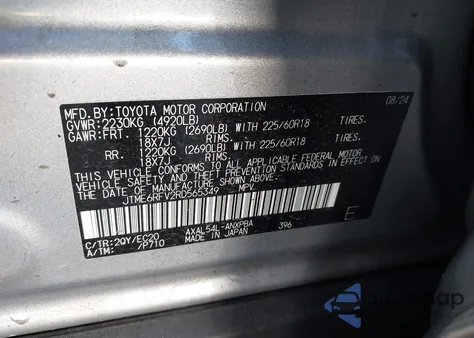 MFD.BY:TOYOTA MOTOR CORPORATION 08/24
GVWR:2230KG (4920LB)
GAWR:FRT. 1220KG (2690LB) WITH 225/60R18 TIRES.
18X7J RIMS.
RR. 1220KG (2690LB) WITH 225/60R18 TIRES.
18X7J RIMS.
THIS VEHICLE CONFORMS TO ALL APPLICABLE FEDERAL MOTOR
VEHICLE SAFETY AND THEFT PREVENTION STANDARDS IN EFFECT
ON THE DATE OF MANUFACTURE SHOWN ABOVE.
JTME6RFV2RD565349 MPV
E
C/TR:2QY/EC20 AXAL54L-ANXPBA 396
A/TM: /P710 MADE IN JAPAN